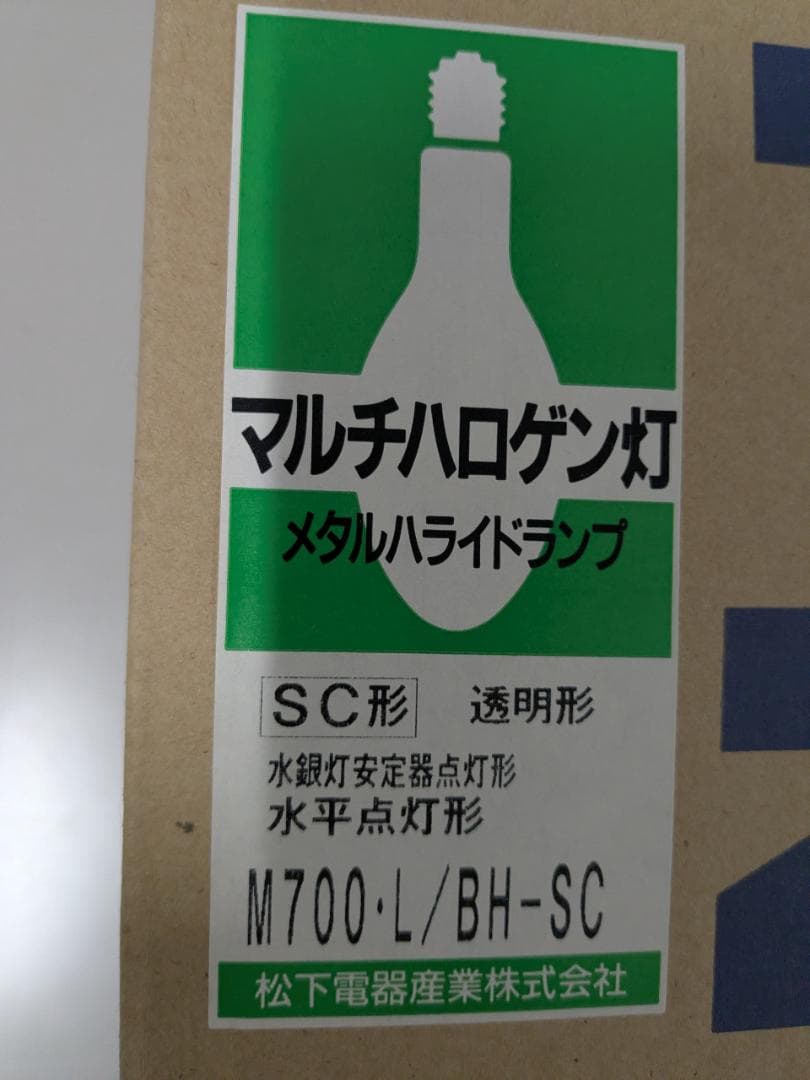 マルチハロゲン灯
メタルハライドランプ
SC形 透明形
水銀灯安定器点灯形
水平点灯形
M700・L/BH-SC
松下電器産業株式会社